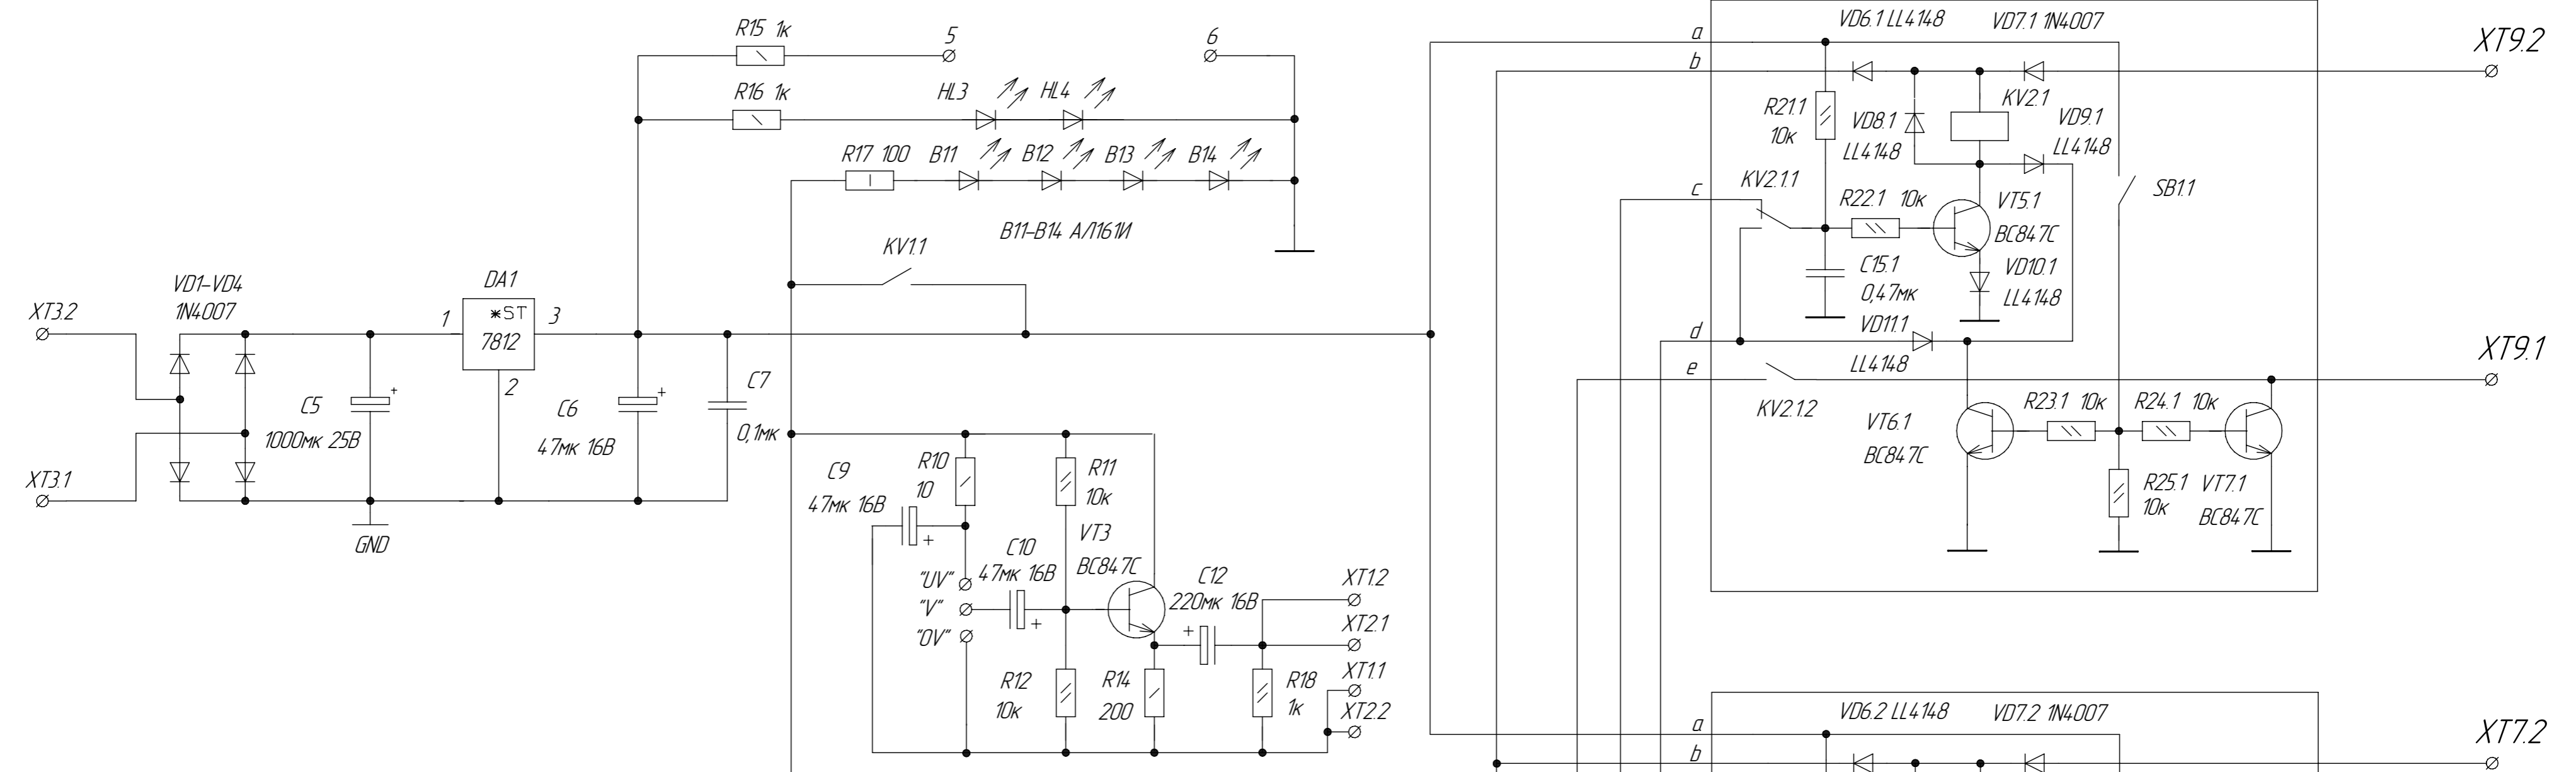 R15 1к
5
6
R16 1к
HL3
HL4
R17 100
B11
B12
B13
B14
B11-B14 АЛ161И
KV1.1
VD1-VD4
1N4007
XT3.2
XT3.1
DA1
1
*ST
7812
3
2
C5
1000мк 25В
GND
C6
47мк 16В
C7
0,1мк
C9
47мк 16В
R10
10
R11
10к
VT3
BC847C
C10
47мк 16В
"UV"
"V"
"0V"
C12
220мк 16В
R12
10к
R14
200
R18
1к
XT1.2
XT2.1
XT1.1
XT2.2
VD6.1 LL4148
VD7.1 1N4007
a
b
c
d
e
XT9.2
R21.1
10к
VD8.1
LL4148
KV2.1
VD9.1
LL4148
KV2.1.1
R22.1 10к
VT5.1
BC847C
SB1.1
C15.1
0,47мк
VD10.1
LL4148
VD11.1
LL4148
KV2.1.2
XT9.1
VT6.1
BC847C
R23.1 10к
R24.1 10к
R25.1
10к
VT7.1
BC847C
VD6.2 LL4148
VD7.2 1N4007
a
b
XT7.2